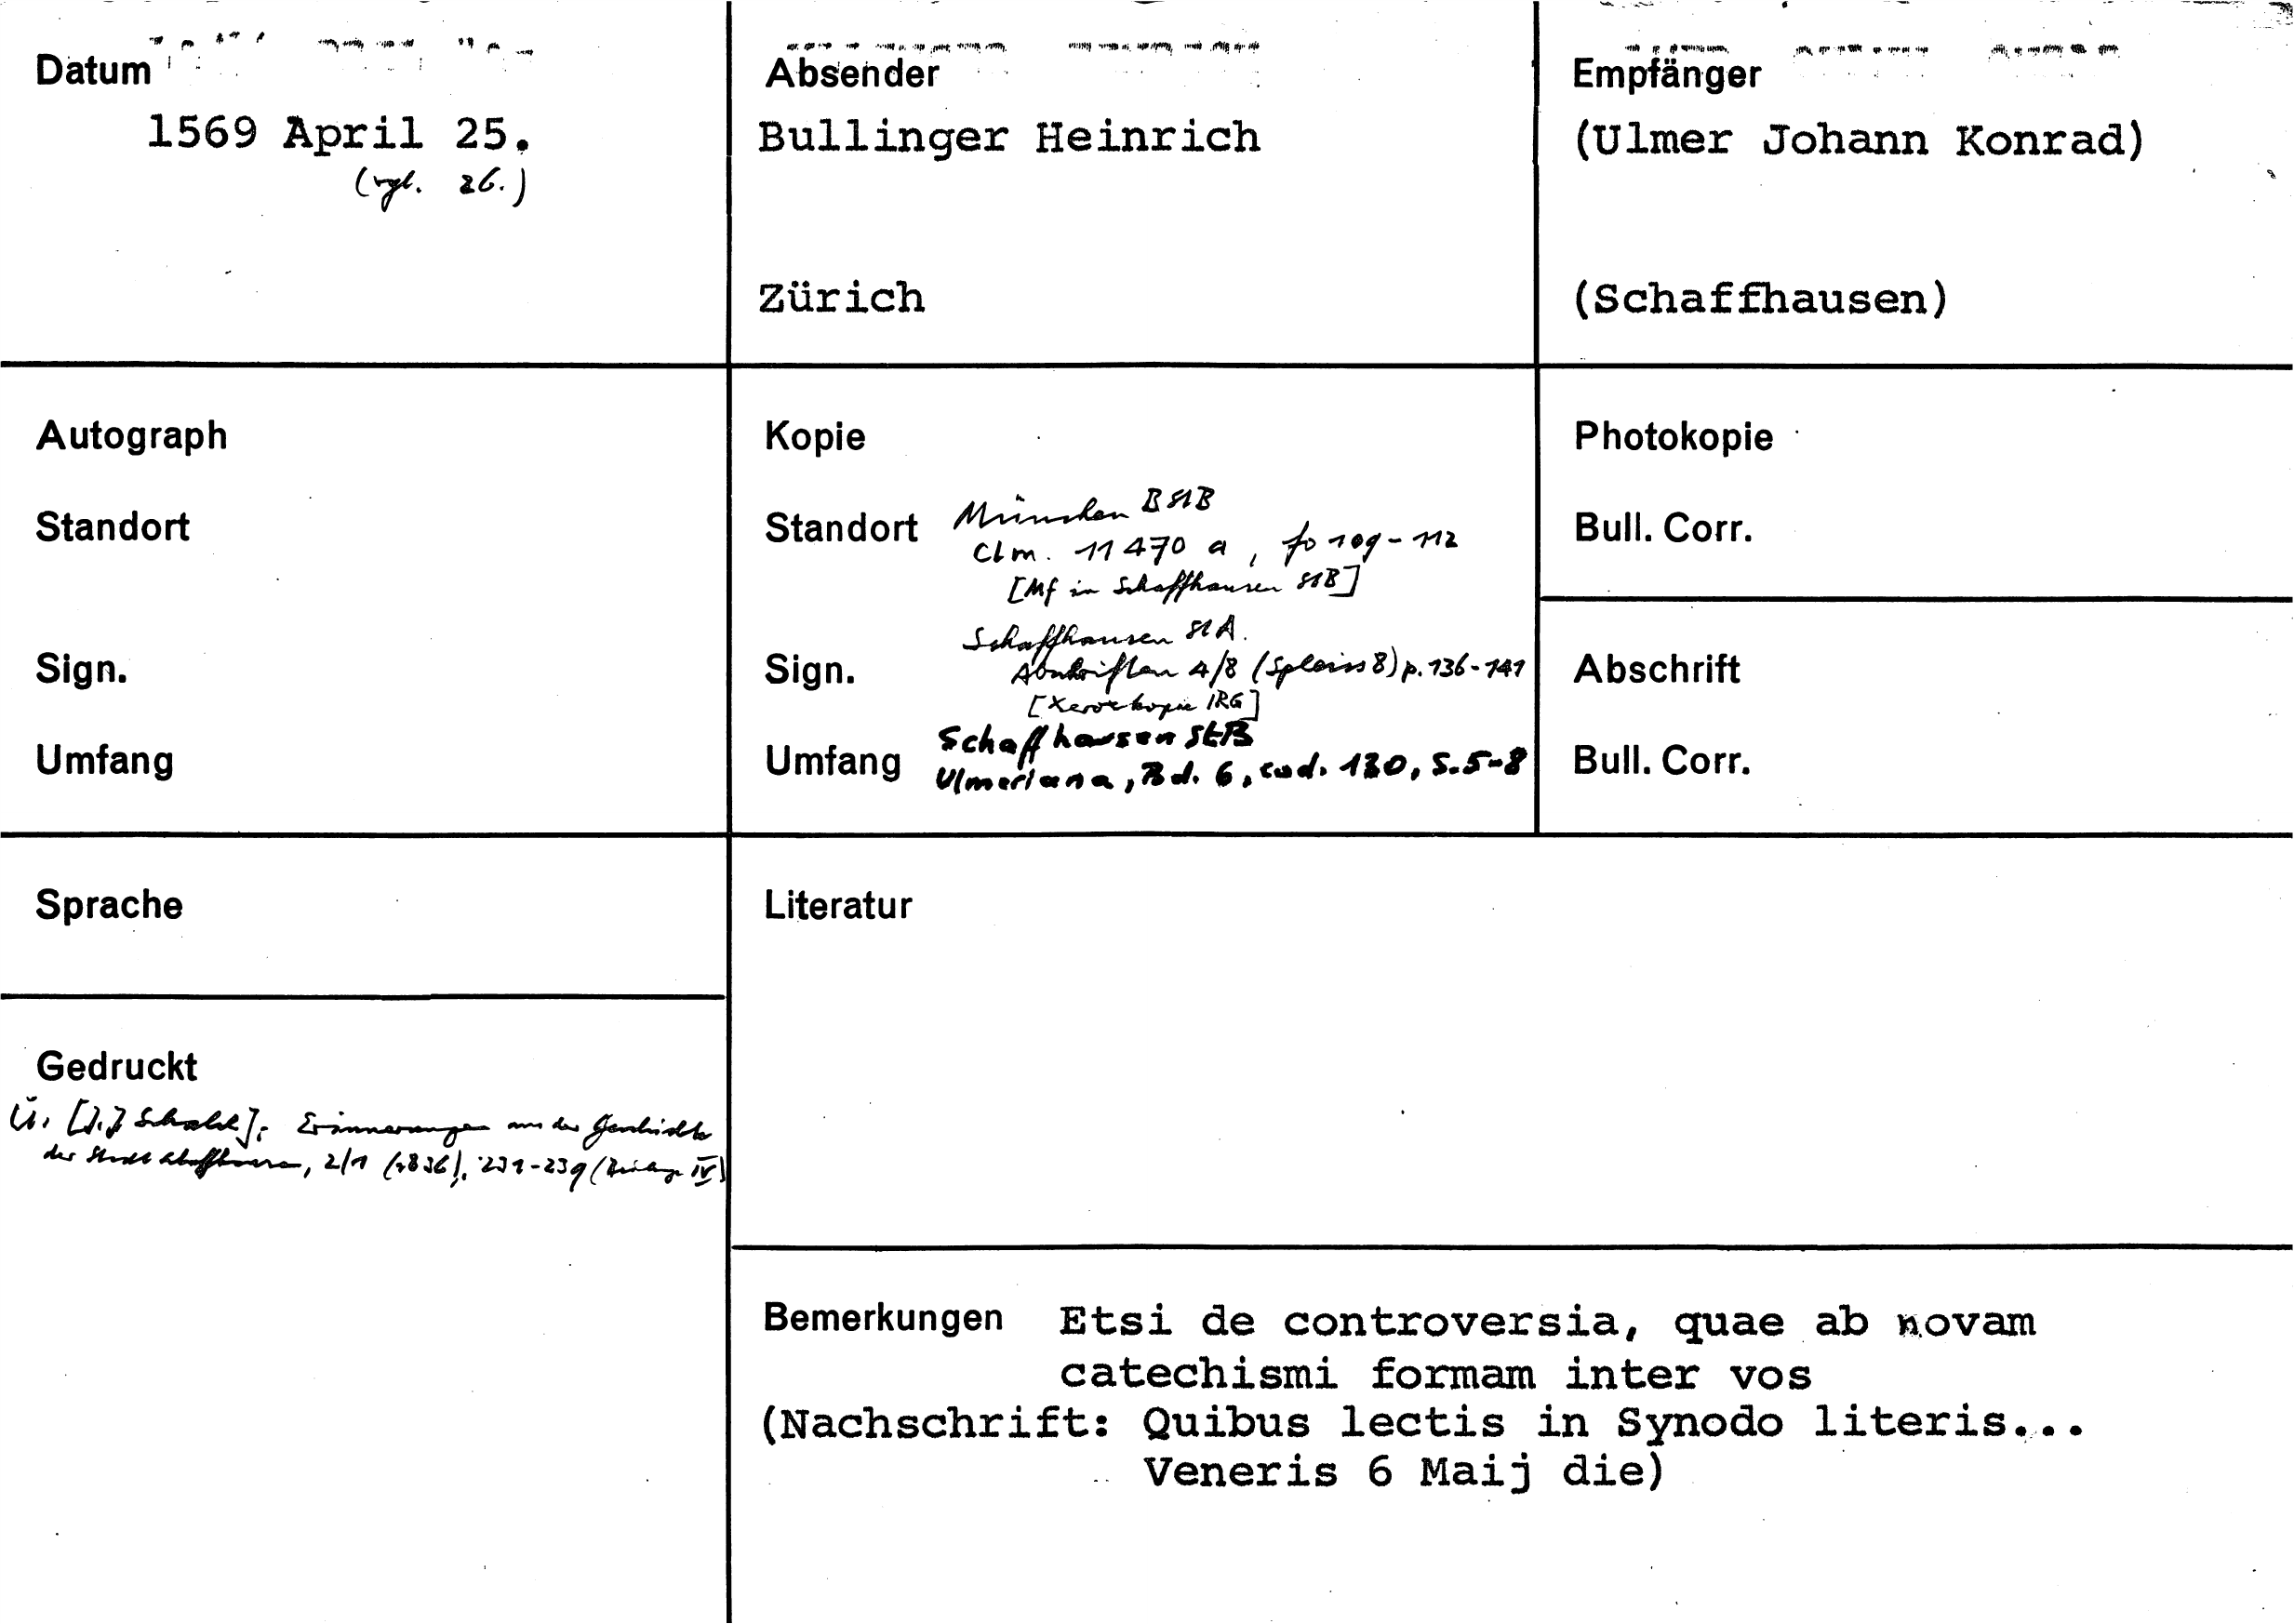 Datum
1569 April 25.
(vgl. 26.)
Absender
Bullinger Heinrich
Zürich
Empfänger
(Ulmer Johann Konrad)
(Schaffhausen)
Autograph
Standort
Sign.
Umfang
Kopie
Standort München BStB
Clm. 11470 a, fo 109-112
[Mf in Schaffhausen StB]
Schaffhausen StA.
Sign. Abschriften 4/8 (Spleiss 8) p. 136-141
[Xerokopie IRG]
Schaffhausen StB
Umfang Ulmeriana, Bd. 6, cod. 130, S. 5-8
Photokopie
Bull. Corr.
Abschrift
Bull. Corr.
Sprache
Gedruckt
Ü. [J.J Schalch]: Erinnerungen aus der Geschichte
der Stadt Schaffhausen, 2/1 (1836), 231-239 (Beilage IV)
Literatur
Bemerkungen Etsi de controversia, quae ab novam
catechismi formam inter vos
(Nachschrift: Quibus lectis in Synodo literis...
Veneris 6 Maij die)